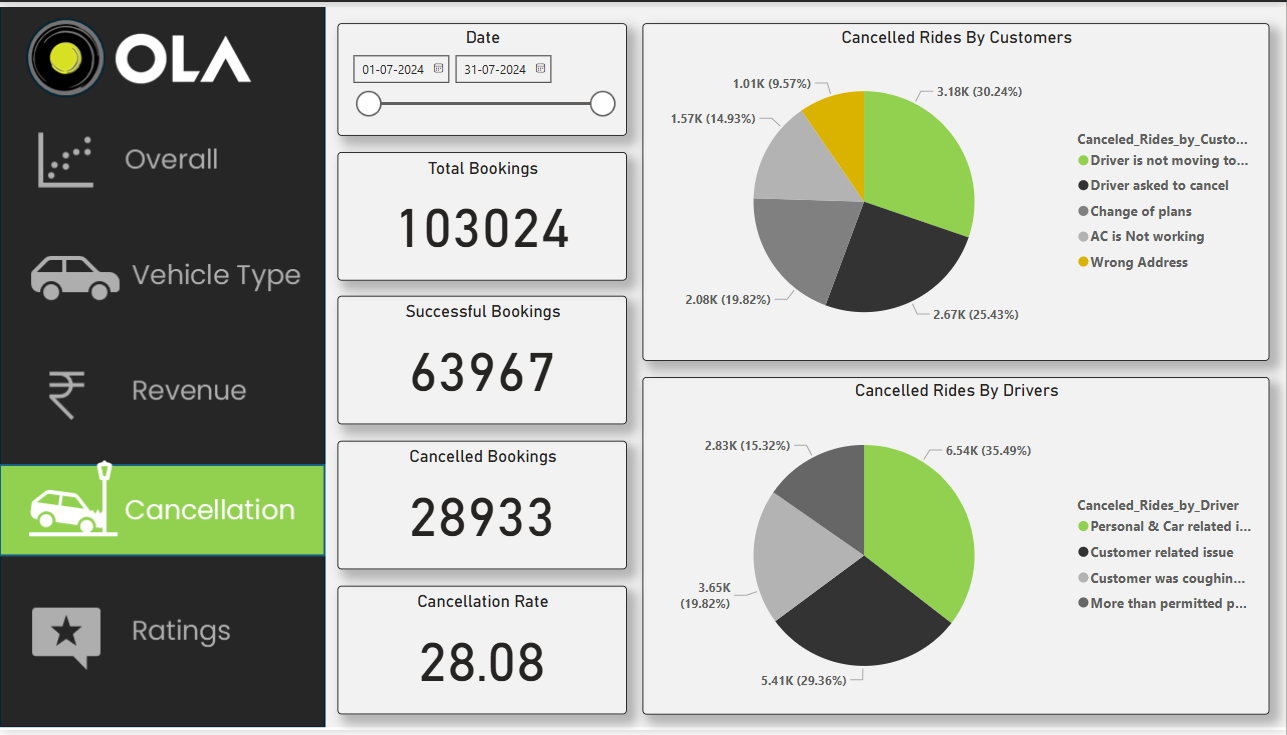 OLA
Overall
Vehicle Type
Revenue
Cancellation
Ratings
Date
01-07-2024
31-07-2024
Total Bookings
103024
Successful Bookings
63967
Cancelled Bookings
28933
Cancellation Rate
28.08
Cancelled Rides By Customers
1.01K (9.57%)
3.18K (30.24%)
1.57K (14.93%)
2.08K (19.82%)
2.67K (25.43%)
Canceled_Rides_by_Custo...
Driver is not moving to...
Driver asked to cancel
Change of plans
AC is Not working
Wrong Address
Cancelled Rides By Drivers
2.83K (15.32%)
6.54K (35.49%)
3.65K
(19.82%)
5.41K (29.36%)
Canceled_Rides_by_Driver
Personal & Car related i...
Customer related issue
Customer was coughin...
More than permitted p...